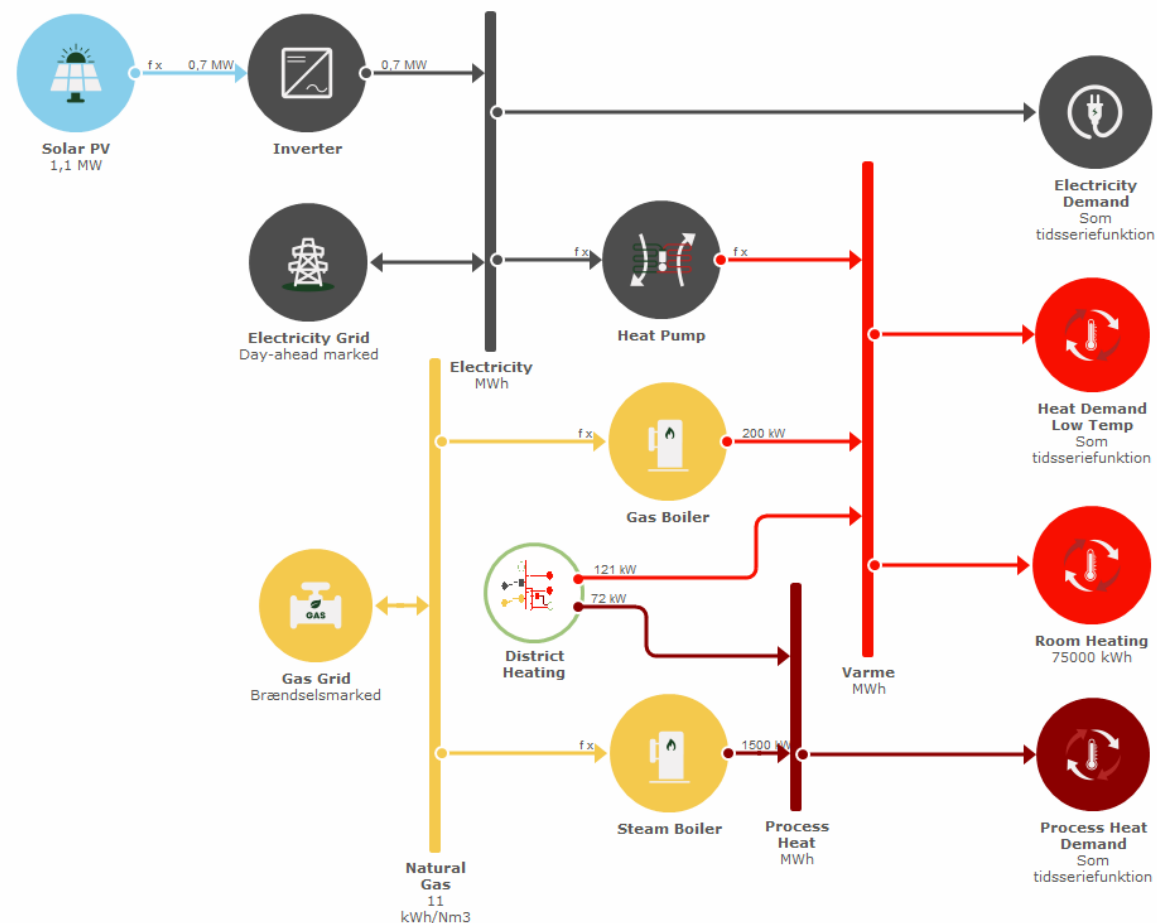 f x
0,7 MW
0,7 MW
Solar PV
1,1 MW
Inverter
Electricity
Demand
Som
tidsseriefunktion
f x
f x
Electricity Grid
Day-ahead marked
Heat Pump
Electricity
MWh
Heat Demand
Low Temp
Som
tidsseriefunktion
f x
200 kW
Gas Boiler
121 kW
72 kW
GAS
District
Heating
Room Heating
75000 kWh
Gas Grid
Brændselsmarked
Varme
MWh
f x
1500 kW
Steam Boiler
Process
Heat
MWh
Process Heat
Demand
Som
tidsseriefunktion
Natural
Gas
11
kWh/Nm3